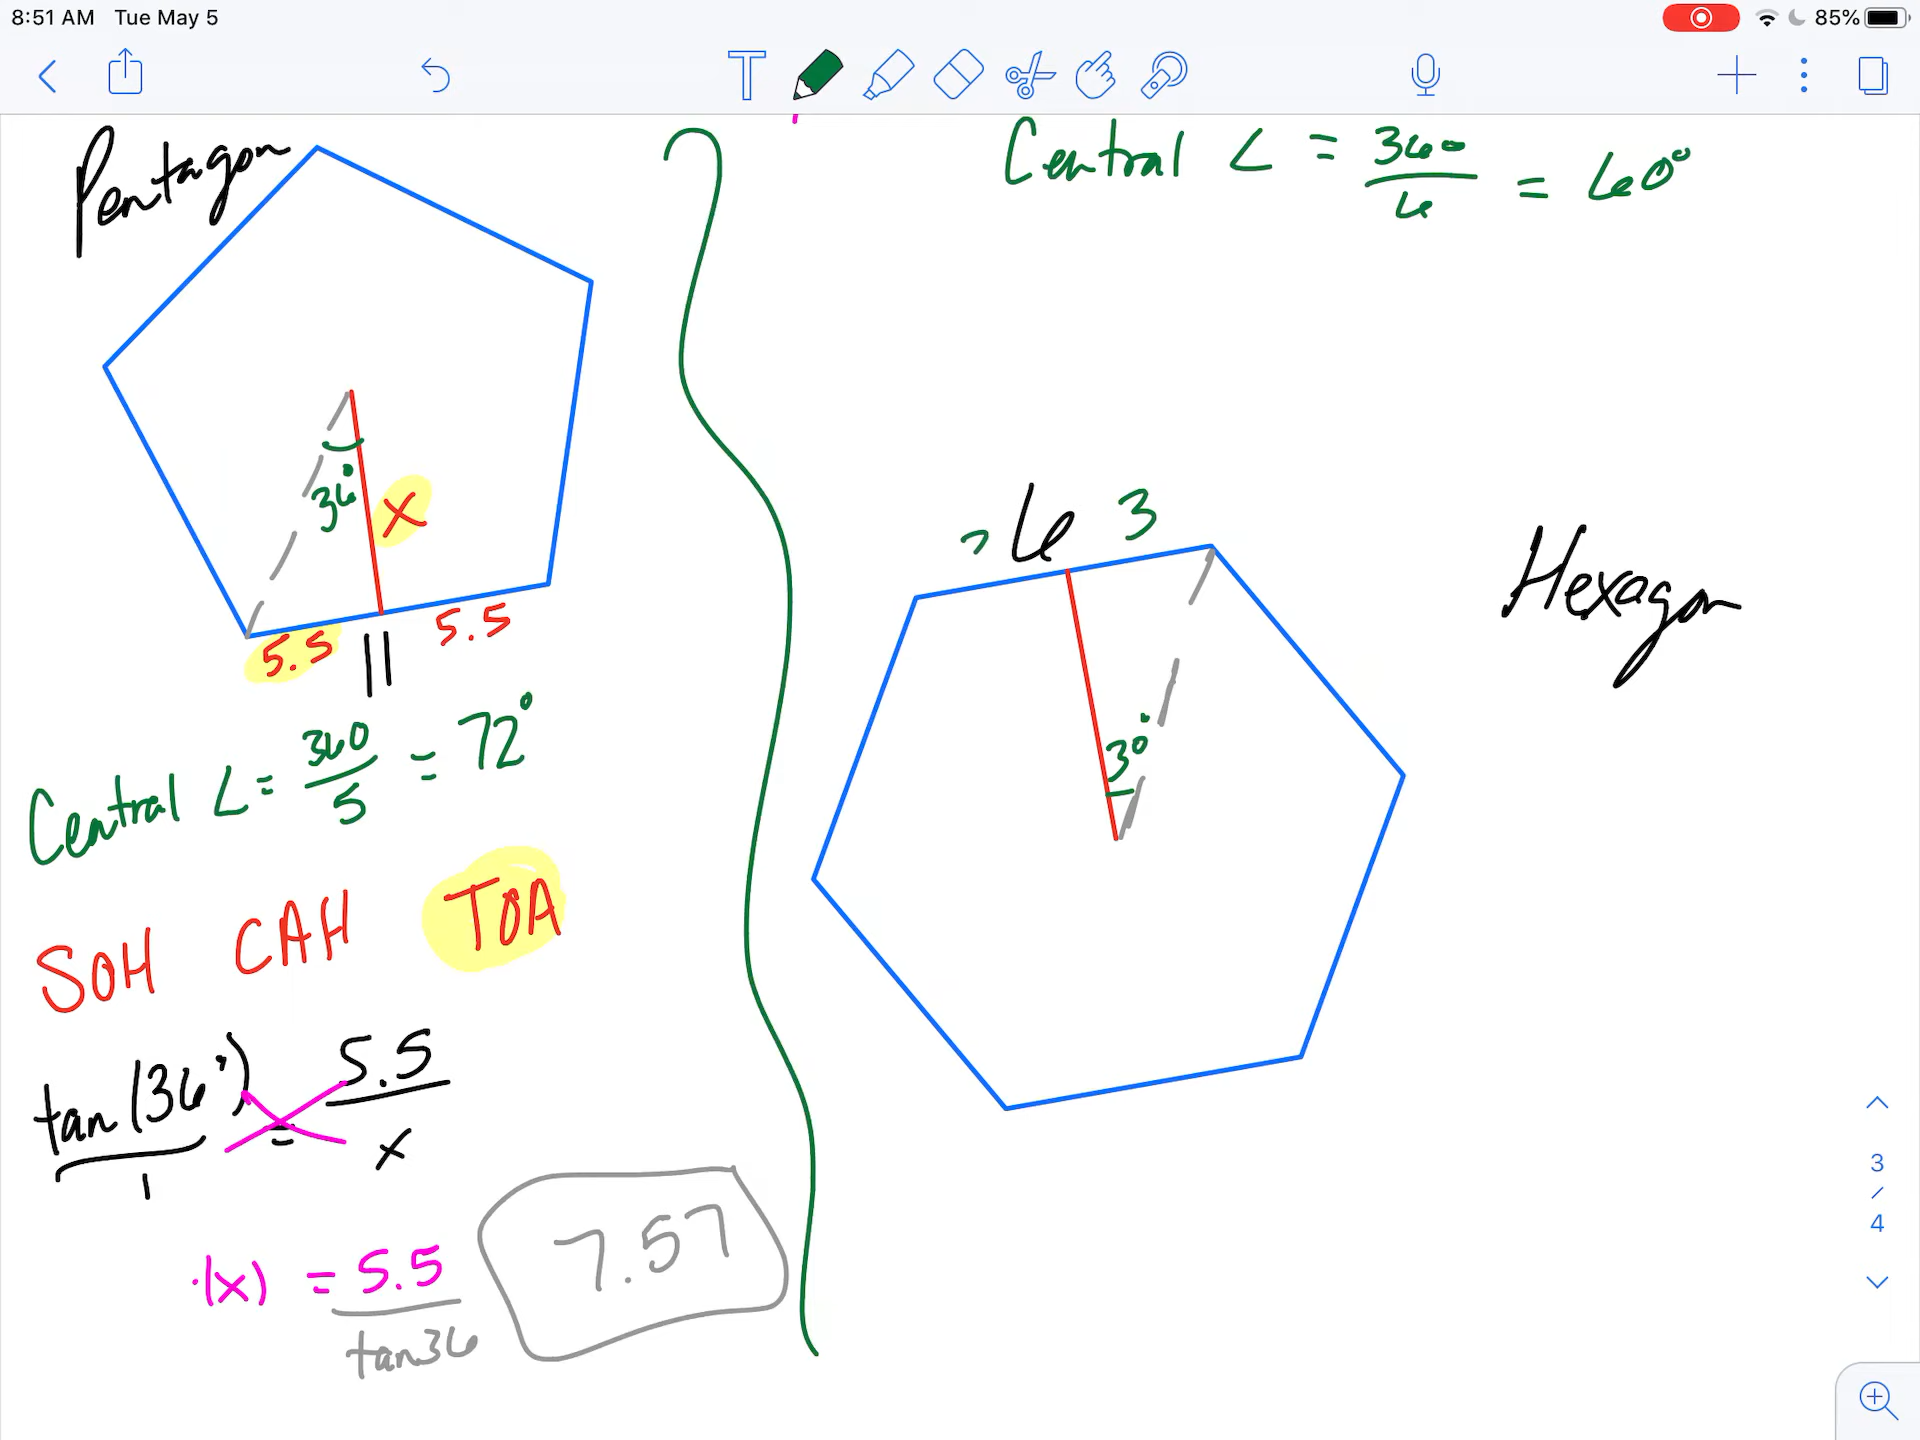 8:51 AM Tue May 5
85%
T
Pentagon
36°
x
5.5
5.5
11
Central ∠ = 360/5 = 72°
SOH CAH TOA
tan(36°)/1 = 5.5/x
·(x) = 5.5/tan36
7.57
Central ∠ = 360/6 = 60°
6 3
30°
Hexagon
3
/
4